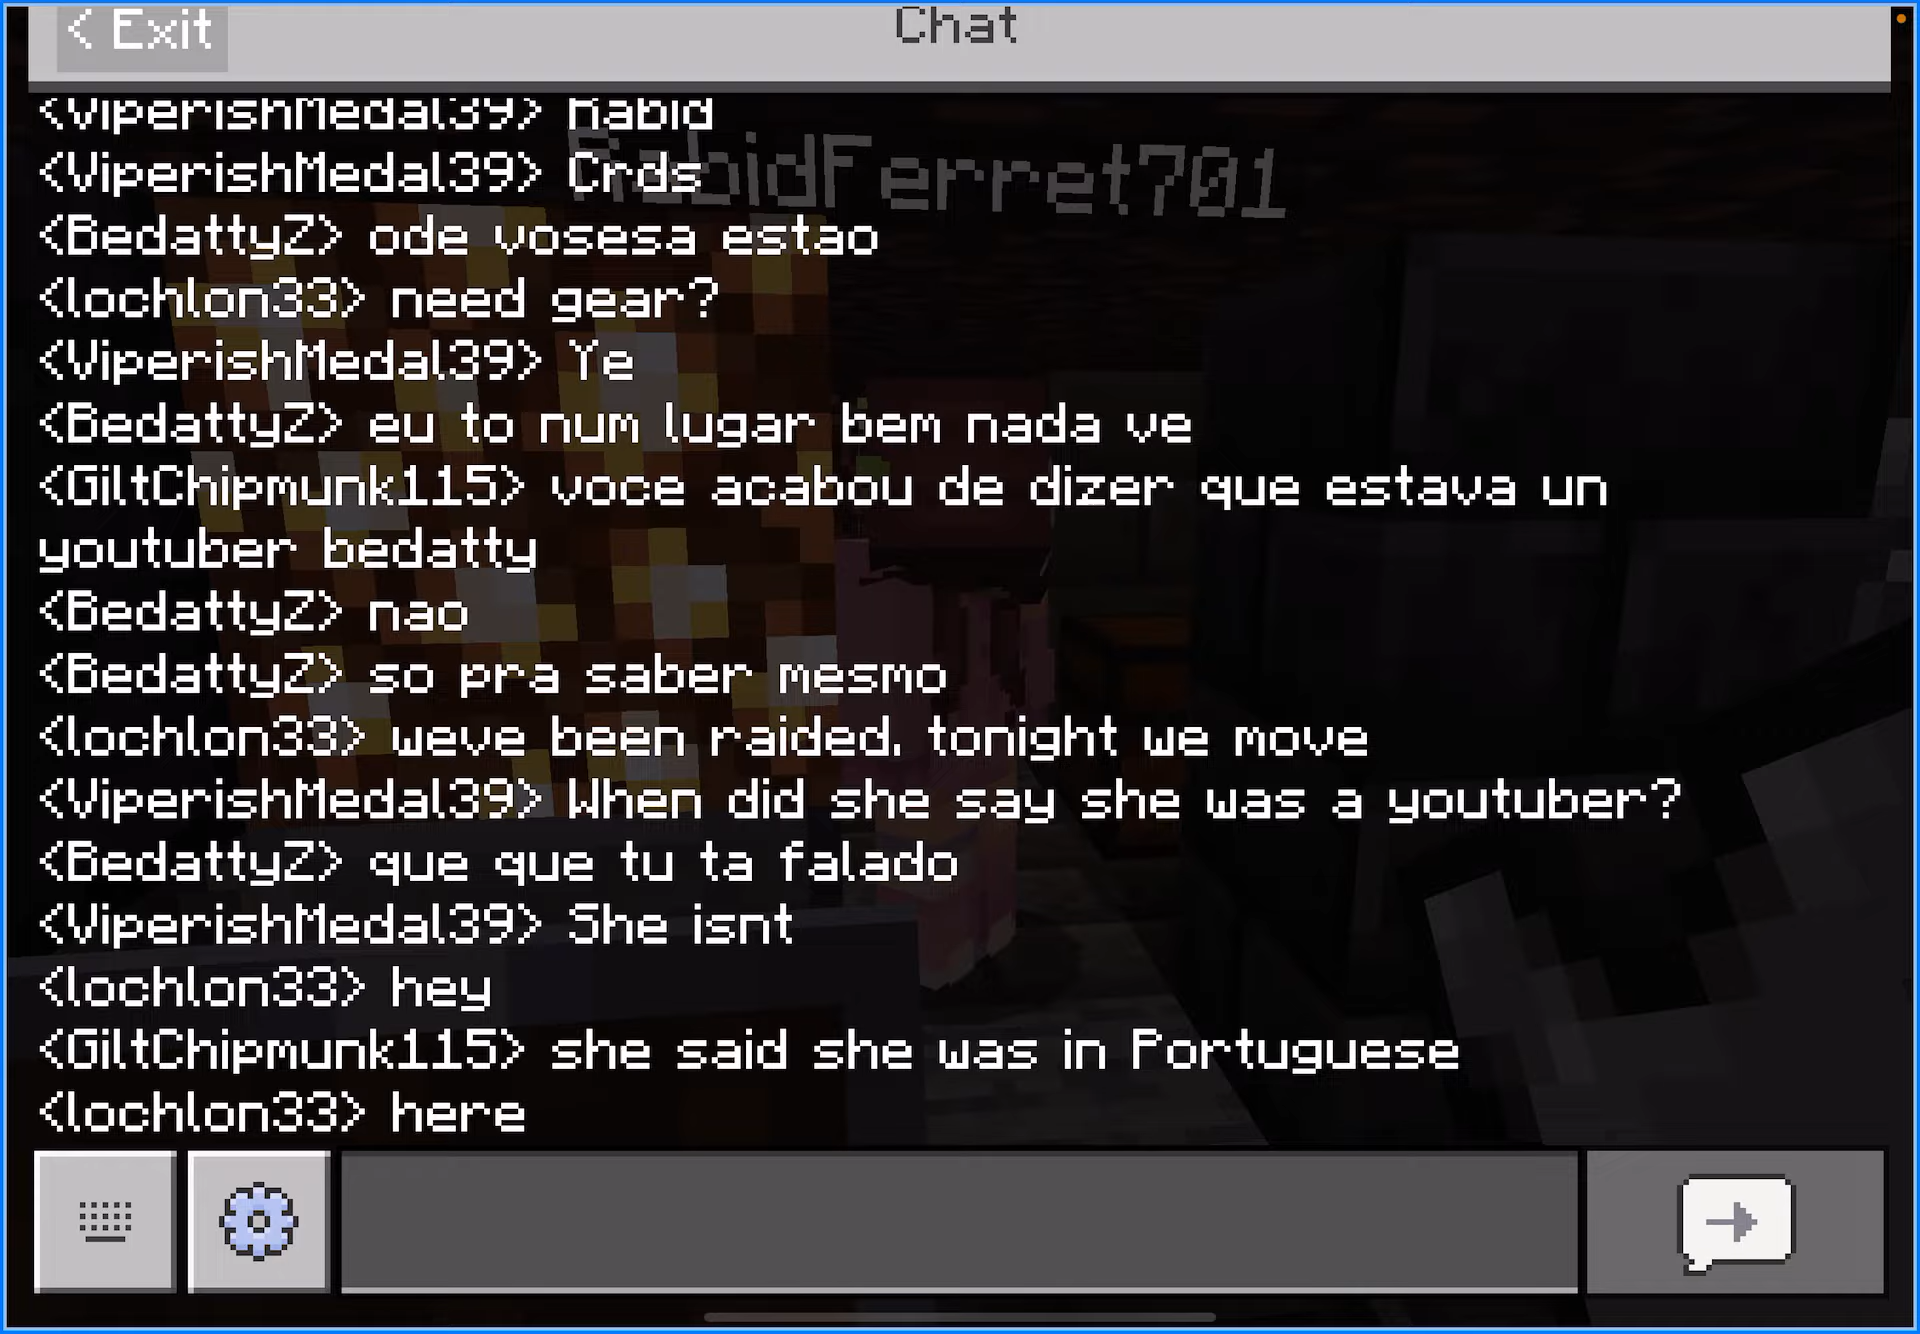 < Exit
Chat
<ViperishMedal39> Rabid
RabidFerret701
<ViperishMedal39> Crds
<BedattyZ> ode vosesa estao
<lochlon33> need gear?
<ViperishMedal39> Ye
<BedattyZ> eu to num lugar bem nada ve
<GiltChipmunk115> voce acabou de dizer que estava un
youtuber bedatty
<BedattyZ> nao
<BedattyZ> so pra saber mesmo
<lochlon33> weve been raided. tonight we move
<ViperishMedal39> When did she say she was a youtuber?
<BedattyZ> que que tu ta falado
<ViperishMedal39> She isnt
<lochlon33> hey
<GiltChipmunk115> she said she was in Portuguese
<lochlon33> here